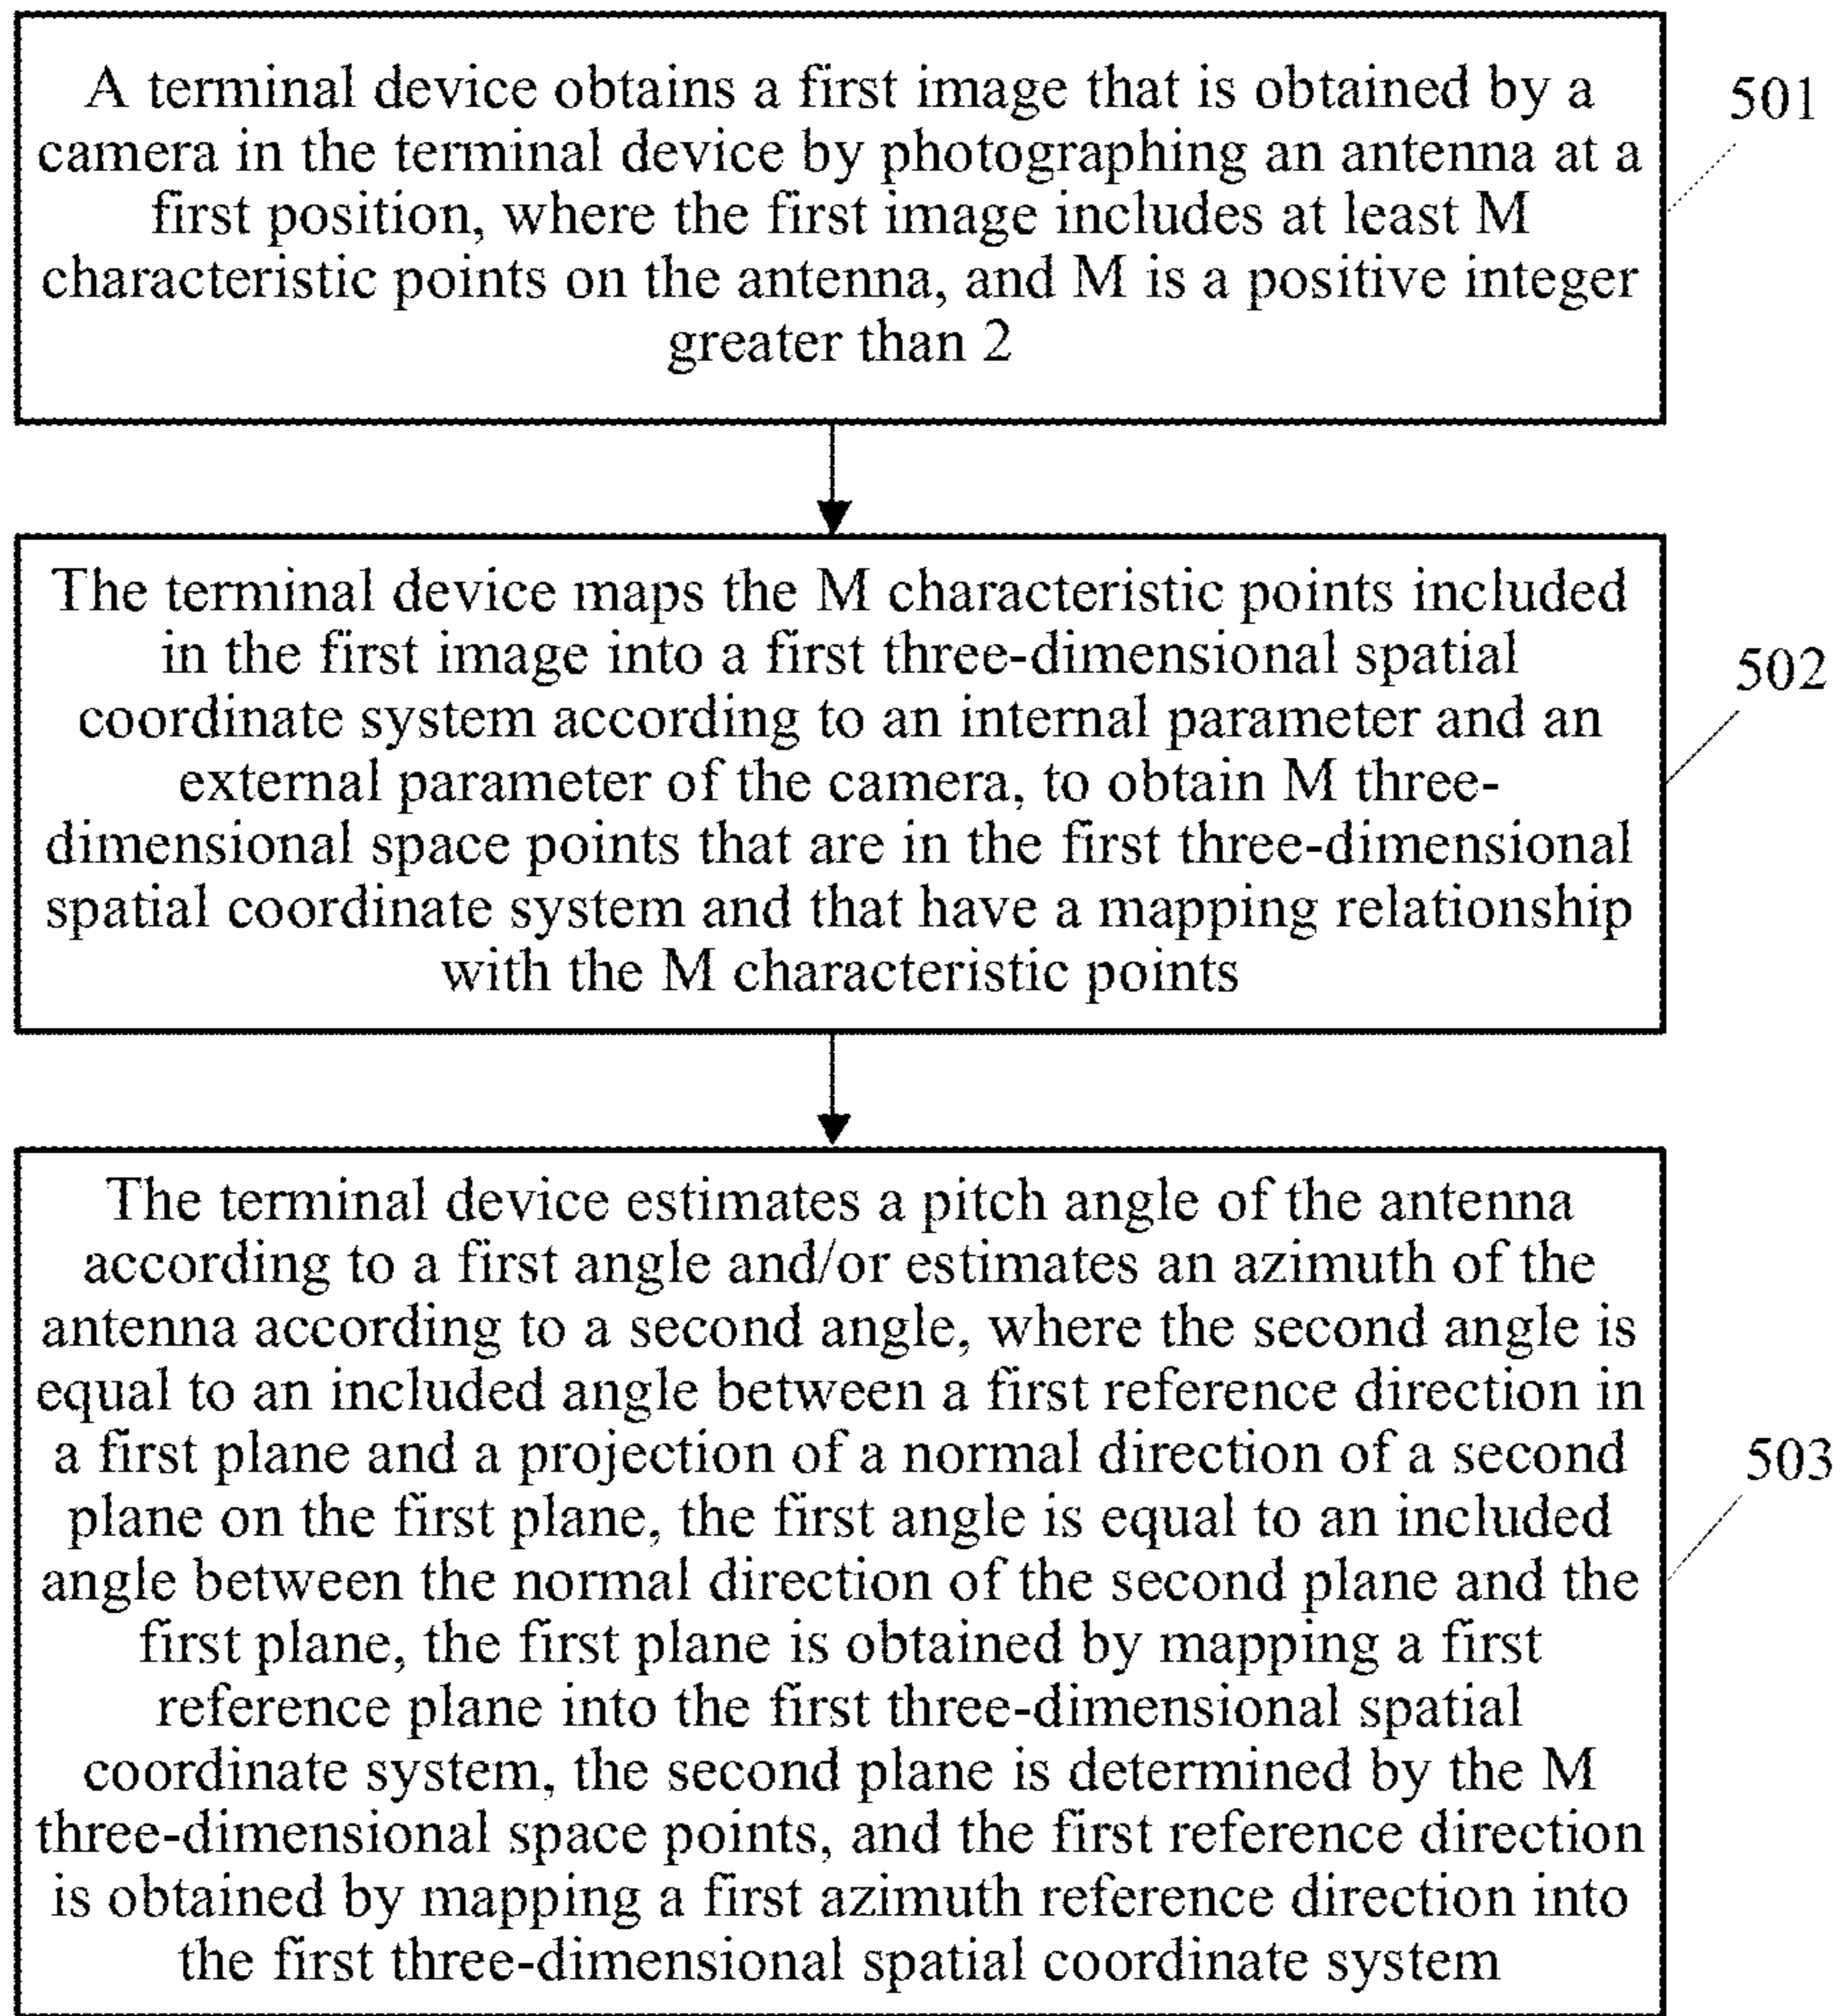 A terminal device obtains a first image that is obtained by a
camera in the terminal device by photographing an antenna at a
first position, where the first image includes at least M
characteristic points on the antenna, and M is a positive integer
greater than 2
501
The terminal device maps the M characteristic points included
in the first image into a first three-dimensional spatial
coordinate system according to an internal parameter and an
external parameter of the camera, to obtain M three-
dimensional space points that are in the first three-dimensional
spatial coordinate system and that have a mapping relationship
with the M characteristic points
502
The terminal device estimates a pitch angle of the antenna
according to a first angle and/or estimates an azimuth of the
antenna according to a second angle, where the second angle is
equal to an included angle between a first reference direction in
a first plane and a projection of a normal direction of a second
plane on the first plane, the first angle is equal to an included
angle between the normal direction of the second plane and the
first plane, the first plane is obtained by mapping a first
reference plane into the first three-dimensional spatial
coordinate system, the second plane is determined by the M
three-dimensional space points, and the first reference direction
is obtained by mapping a first azimuth reference direction into
the first three-dimensional spatial coordinate system
503